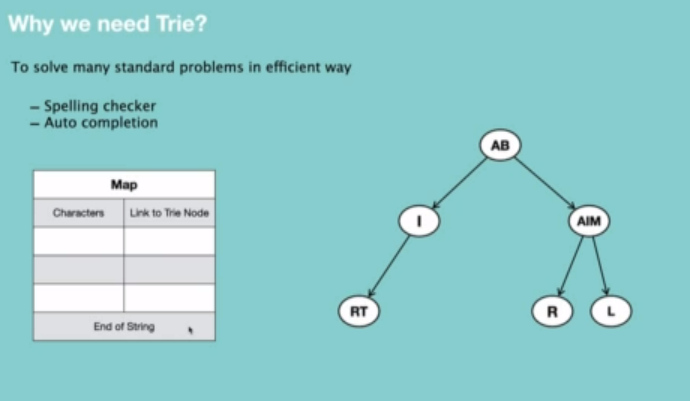 Why we need Trie?
To solve many standard problems in efficient way
– Spelling checker
– Auto completion
Map
Characters Link to Trie Node
End of String
AB
I AIM
RT R L